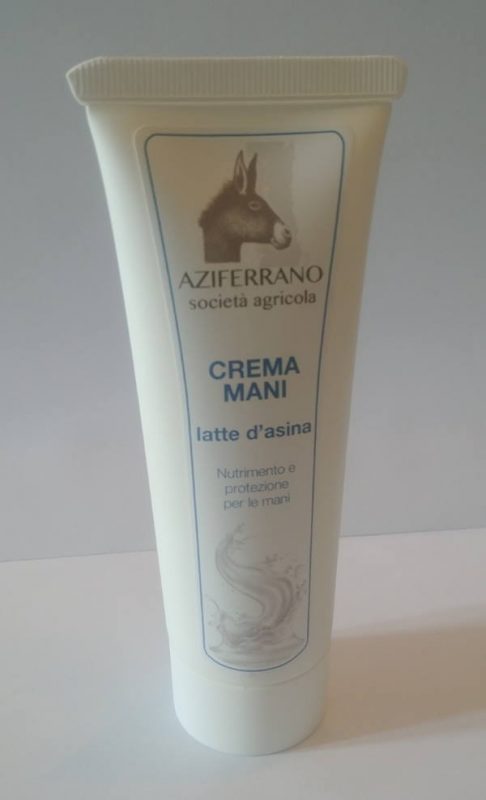 AZIFERRANO
società agricola
CREMA
MANI
latte d'asina
Nutrimento e
protezione
per le mani